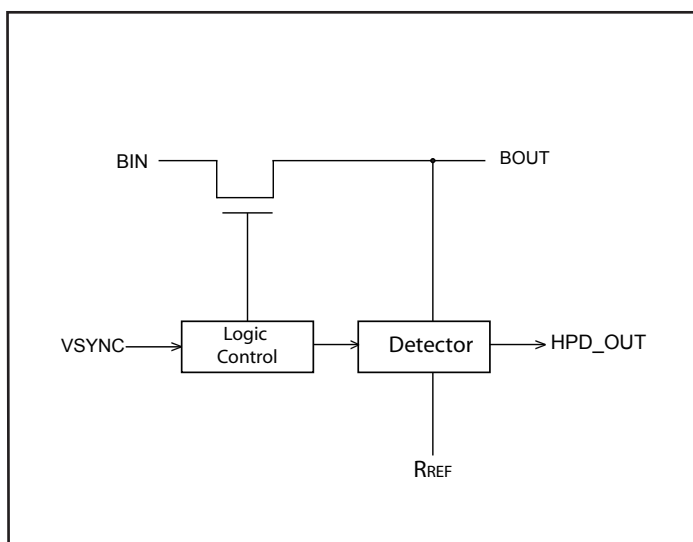 BIN
BOUT
VSYNC
Logic
Control
Detector
HPD_OUT
RREF